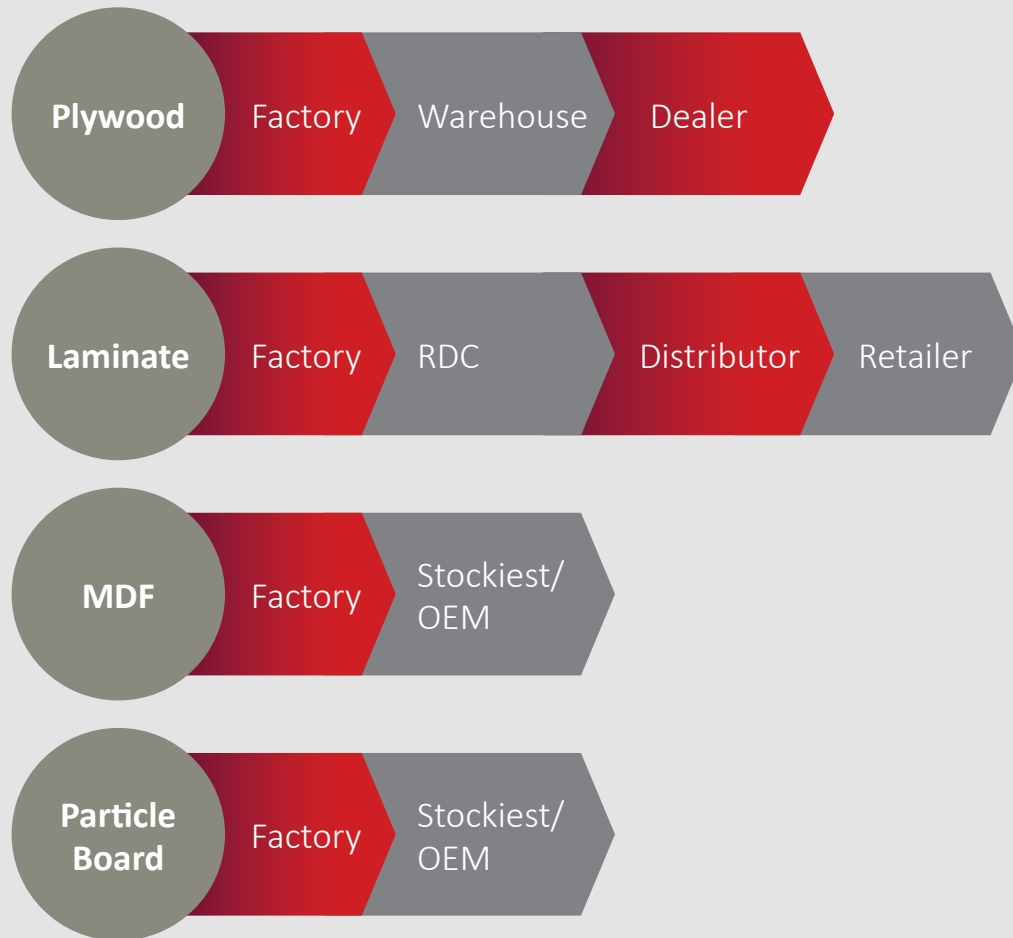 Plywood
Factory
Warehouse
Dealer
Laminate
Factory
RDC
Distributor
Retailer
MDF
Factory
Stockiest/
OEM
Particle
Board
Factory
Stockiest/
OEM